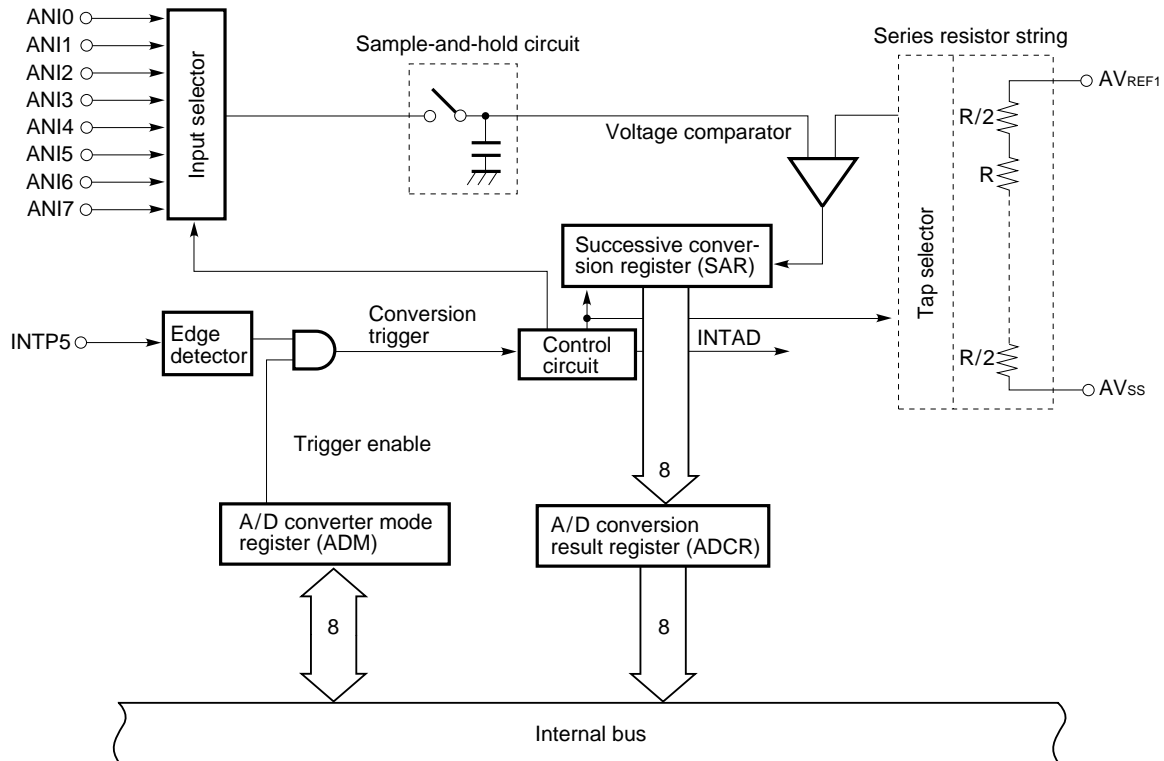 ANI0
ANI1
ANI2
ANI3
ANI4
ANI5
ANI6
ANI7
Input selector
Sample-and-hold circuit
Voltage comparator
Series resistor string
Tap selector
R/2
R
R/2
AVREF1
AVSS
Successive conver-
sion register (SAR)
INTP5
Edge
detector
Conversion
trigger
Control
circuit
INTAD
Trigger enable
8
A/D converter mode
register (ADM)
A/D conversion
result register (ADCR)
8
8
Internal bus